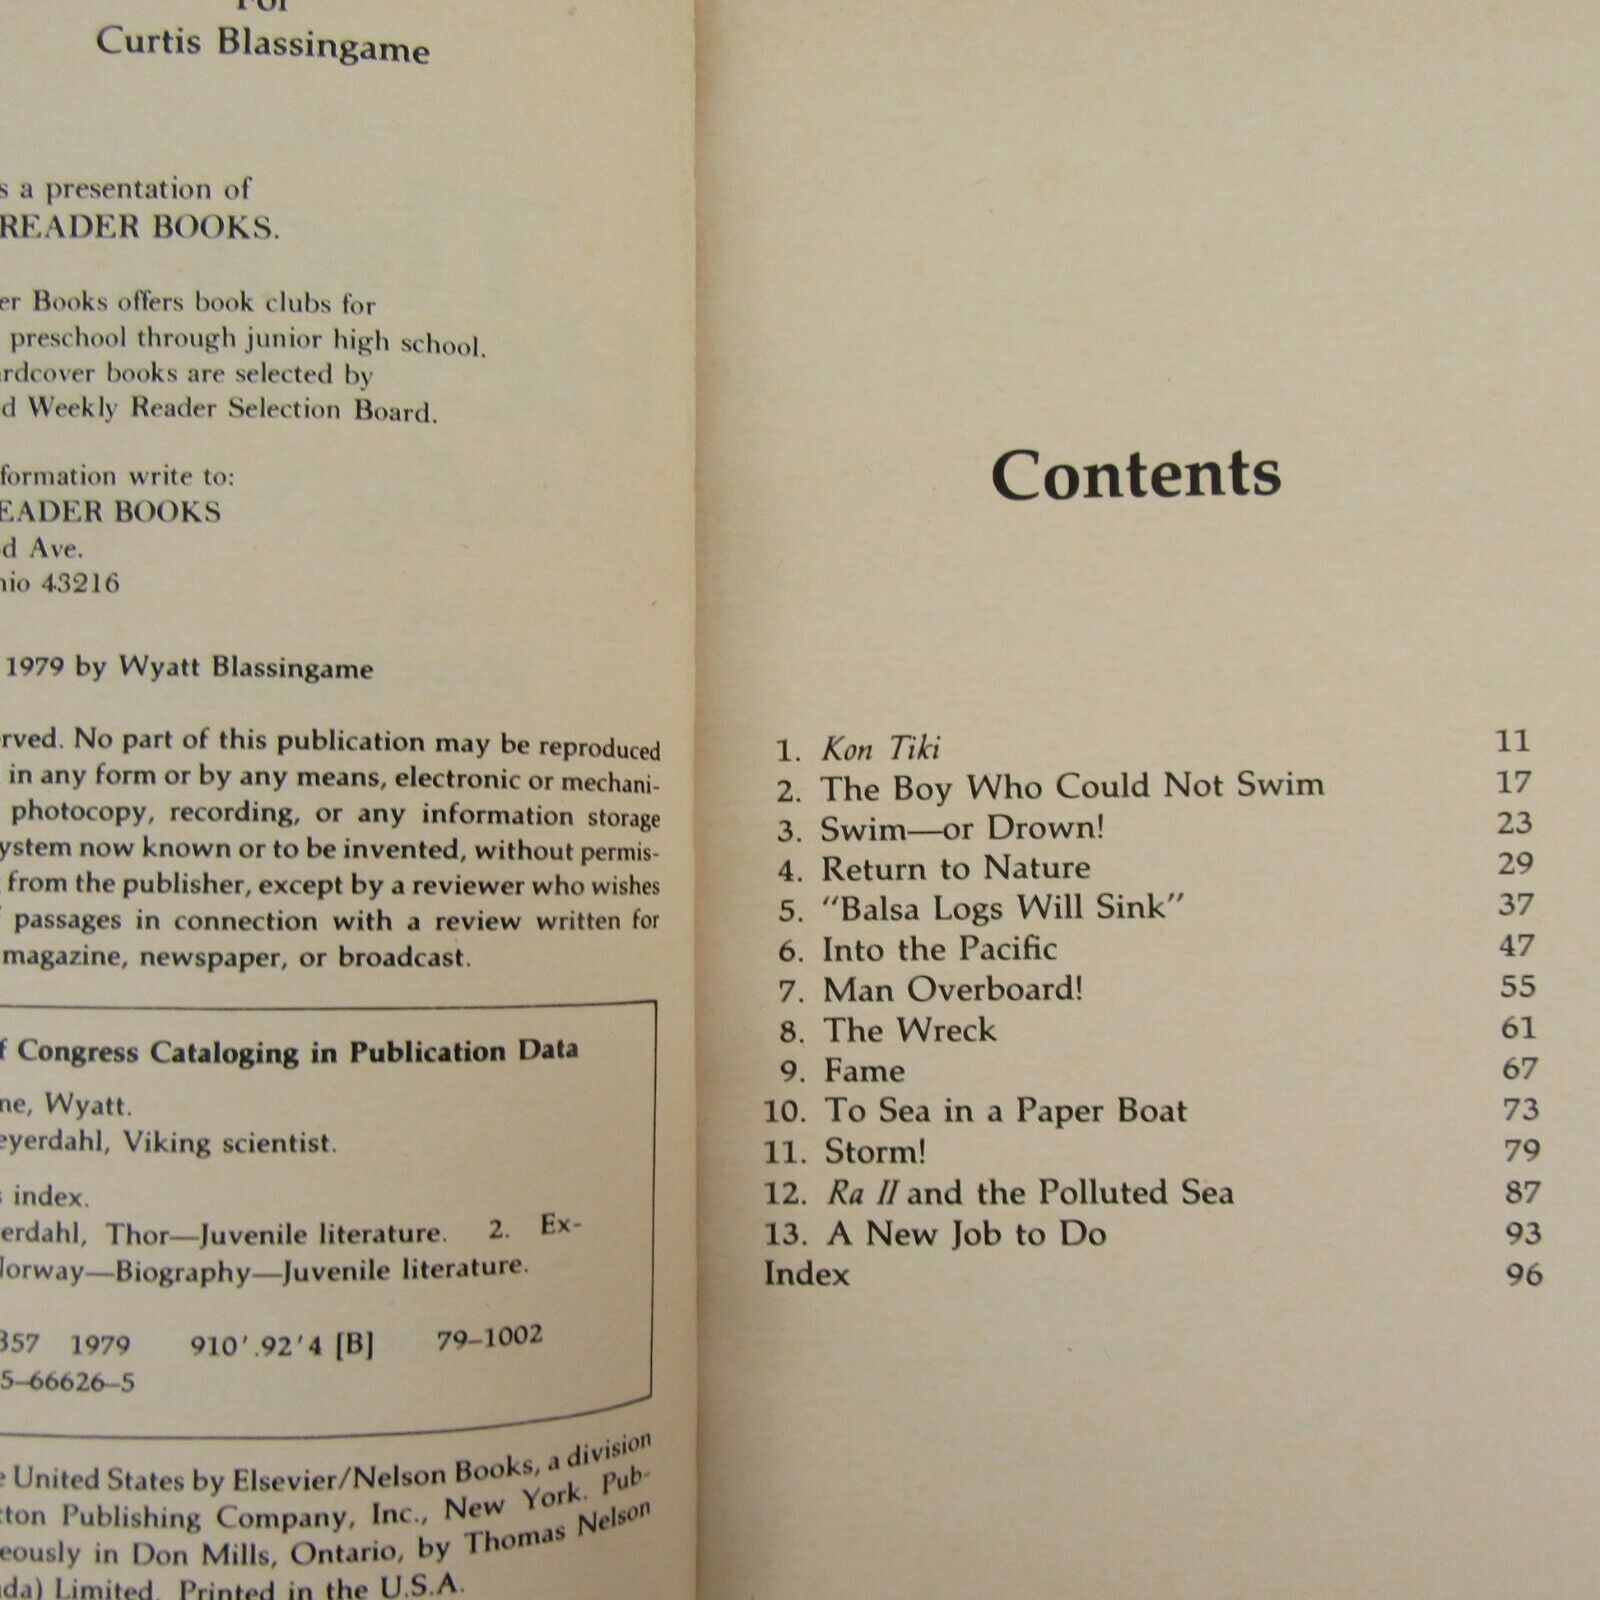 For
Curtis Blassingame
s a presentation of
READER BOOKS.
er Books offers book clubs for
preschool through junior high school.
rdcover books are selected by
d Weekly Reader Selection Board.
formation write to:
EADER BOOKS
d Ave.
hio 43216
1979 by Wyatt Blassingame
rved. No part of this publication may be reproduced
in any form or by any means, electronic or mechani-
photocopy, recording, or any information storage
ystem now known or to be invented, without permis-
from the publisher, except by a reviewer who wishes
passages in connection with a review written for
magazine, newspaper, or broadcast.
f Congress Cataloging in Publication Data
ne, Wyatt.
eyerdahl, Viking scientist.
s index.
erdahl, Thor—Juvenile literature. 2. Ex-
Norway—Biography—Juvenile literature.
357 1979 910'.92'4 [B] 79-1002
5-66626-5
e United States by Elsevier/Nelson Books, a division
tton Publishing Company, Inc., New York. Pub-
eously in Don Mills, Ontario, by Thomas Nelson
da) Limited. Printed in the U.S.A.
Contents
1. Kon Tiki 11
2. The Boy Who Could Not Swim 17
3. Swim—or Drown! 23
4. Return to Nature 29
5. "Balsa Logs Will Sink" 37
6. Into the Pacific 47
7. Man Overboard! 55
8. The Wreck 61
9. Fame 67
10. To Sea in a Paper Boat 73
11. Storm! 79
12. Ra II and the Polluted Sea 87
13. A New Job to Do 93
Index 96